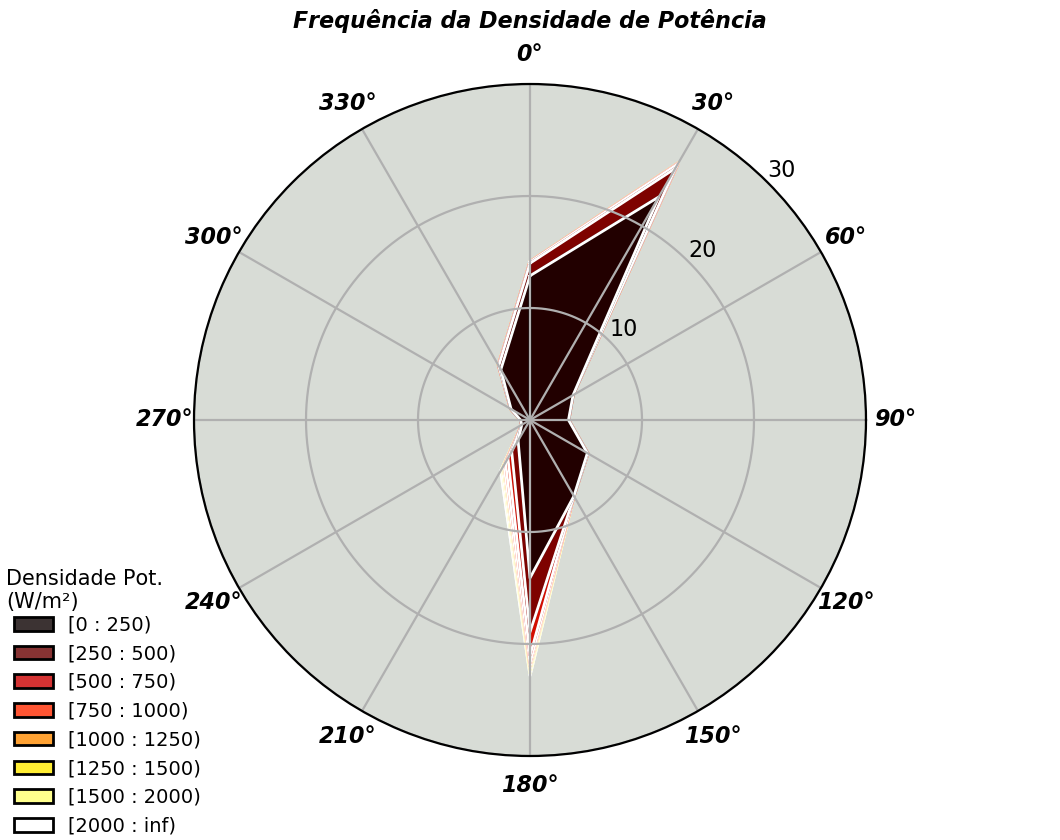 Frequência da Densidade de Potência
0°
330°
30°
30
300°
60°
20
10
270°
90°
240°
120°
210°
150°
180°
Densidade Pot.
(W/m²)
[0 : 250)
[250 : 500)
[500 : 750)
[750 : 1000)
[1000 : 1250)
[1250 : 1500)
[1500 : 2000)
[2000 : inf)